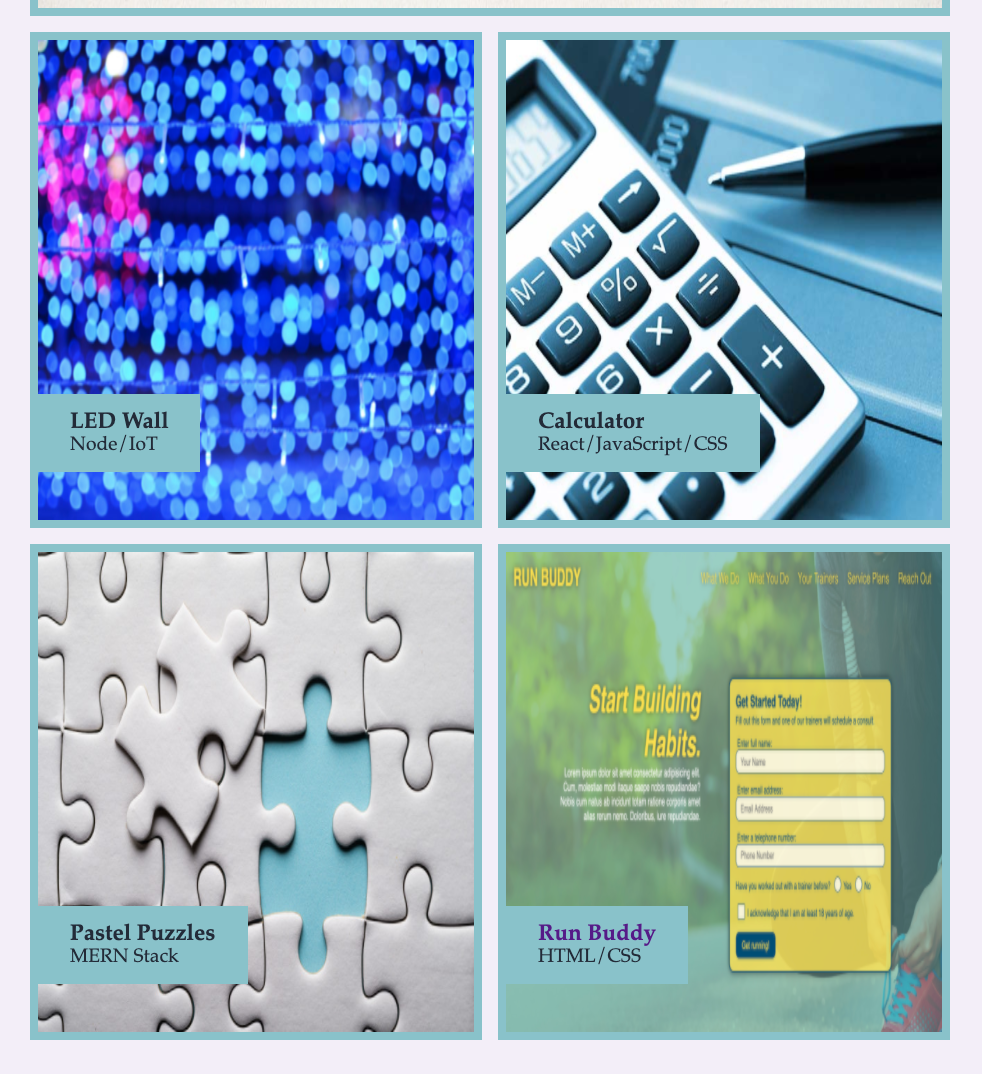 LED Wall
Node/IoT
M+
√
M–
%
÷
9
×
+
8
6
–
2
Calculator
React/JavaScript/CSS
Pastel Puzzles
MERN Stack
RUN BUDDY
What We Do What You Do Your Trainers Service Plans Reach Out
Start Building
Habits.
Lorem ipsum dolor sit amet consectetur adipisicing elit.
Cum, molestiae modi itaque saepe nobis repudiandae?
Nobis cum natus ab incidunt totam ratione corporis amet
alias rerum nemo. Doloribus, iure repudiandae.
Get Started Today!
Fill out this form and one of our trainers will schedule a consult.
Enter full name:
Your Name
Enter email address:
Email Address
Enter a telephone number:
Phone Number
Have you worked out with a trainer before? Yes No
I acknowledge that I am at least 18 years of age.
Get running!
Run Buddy
HTML/CSS